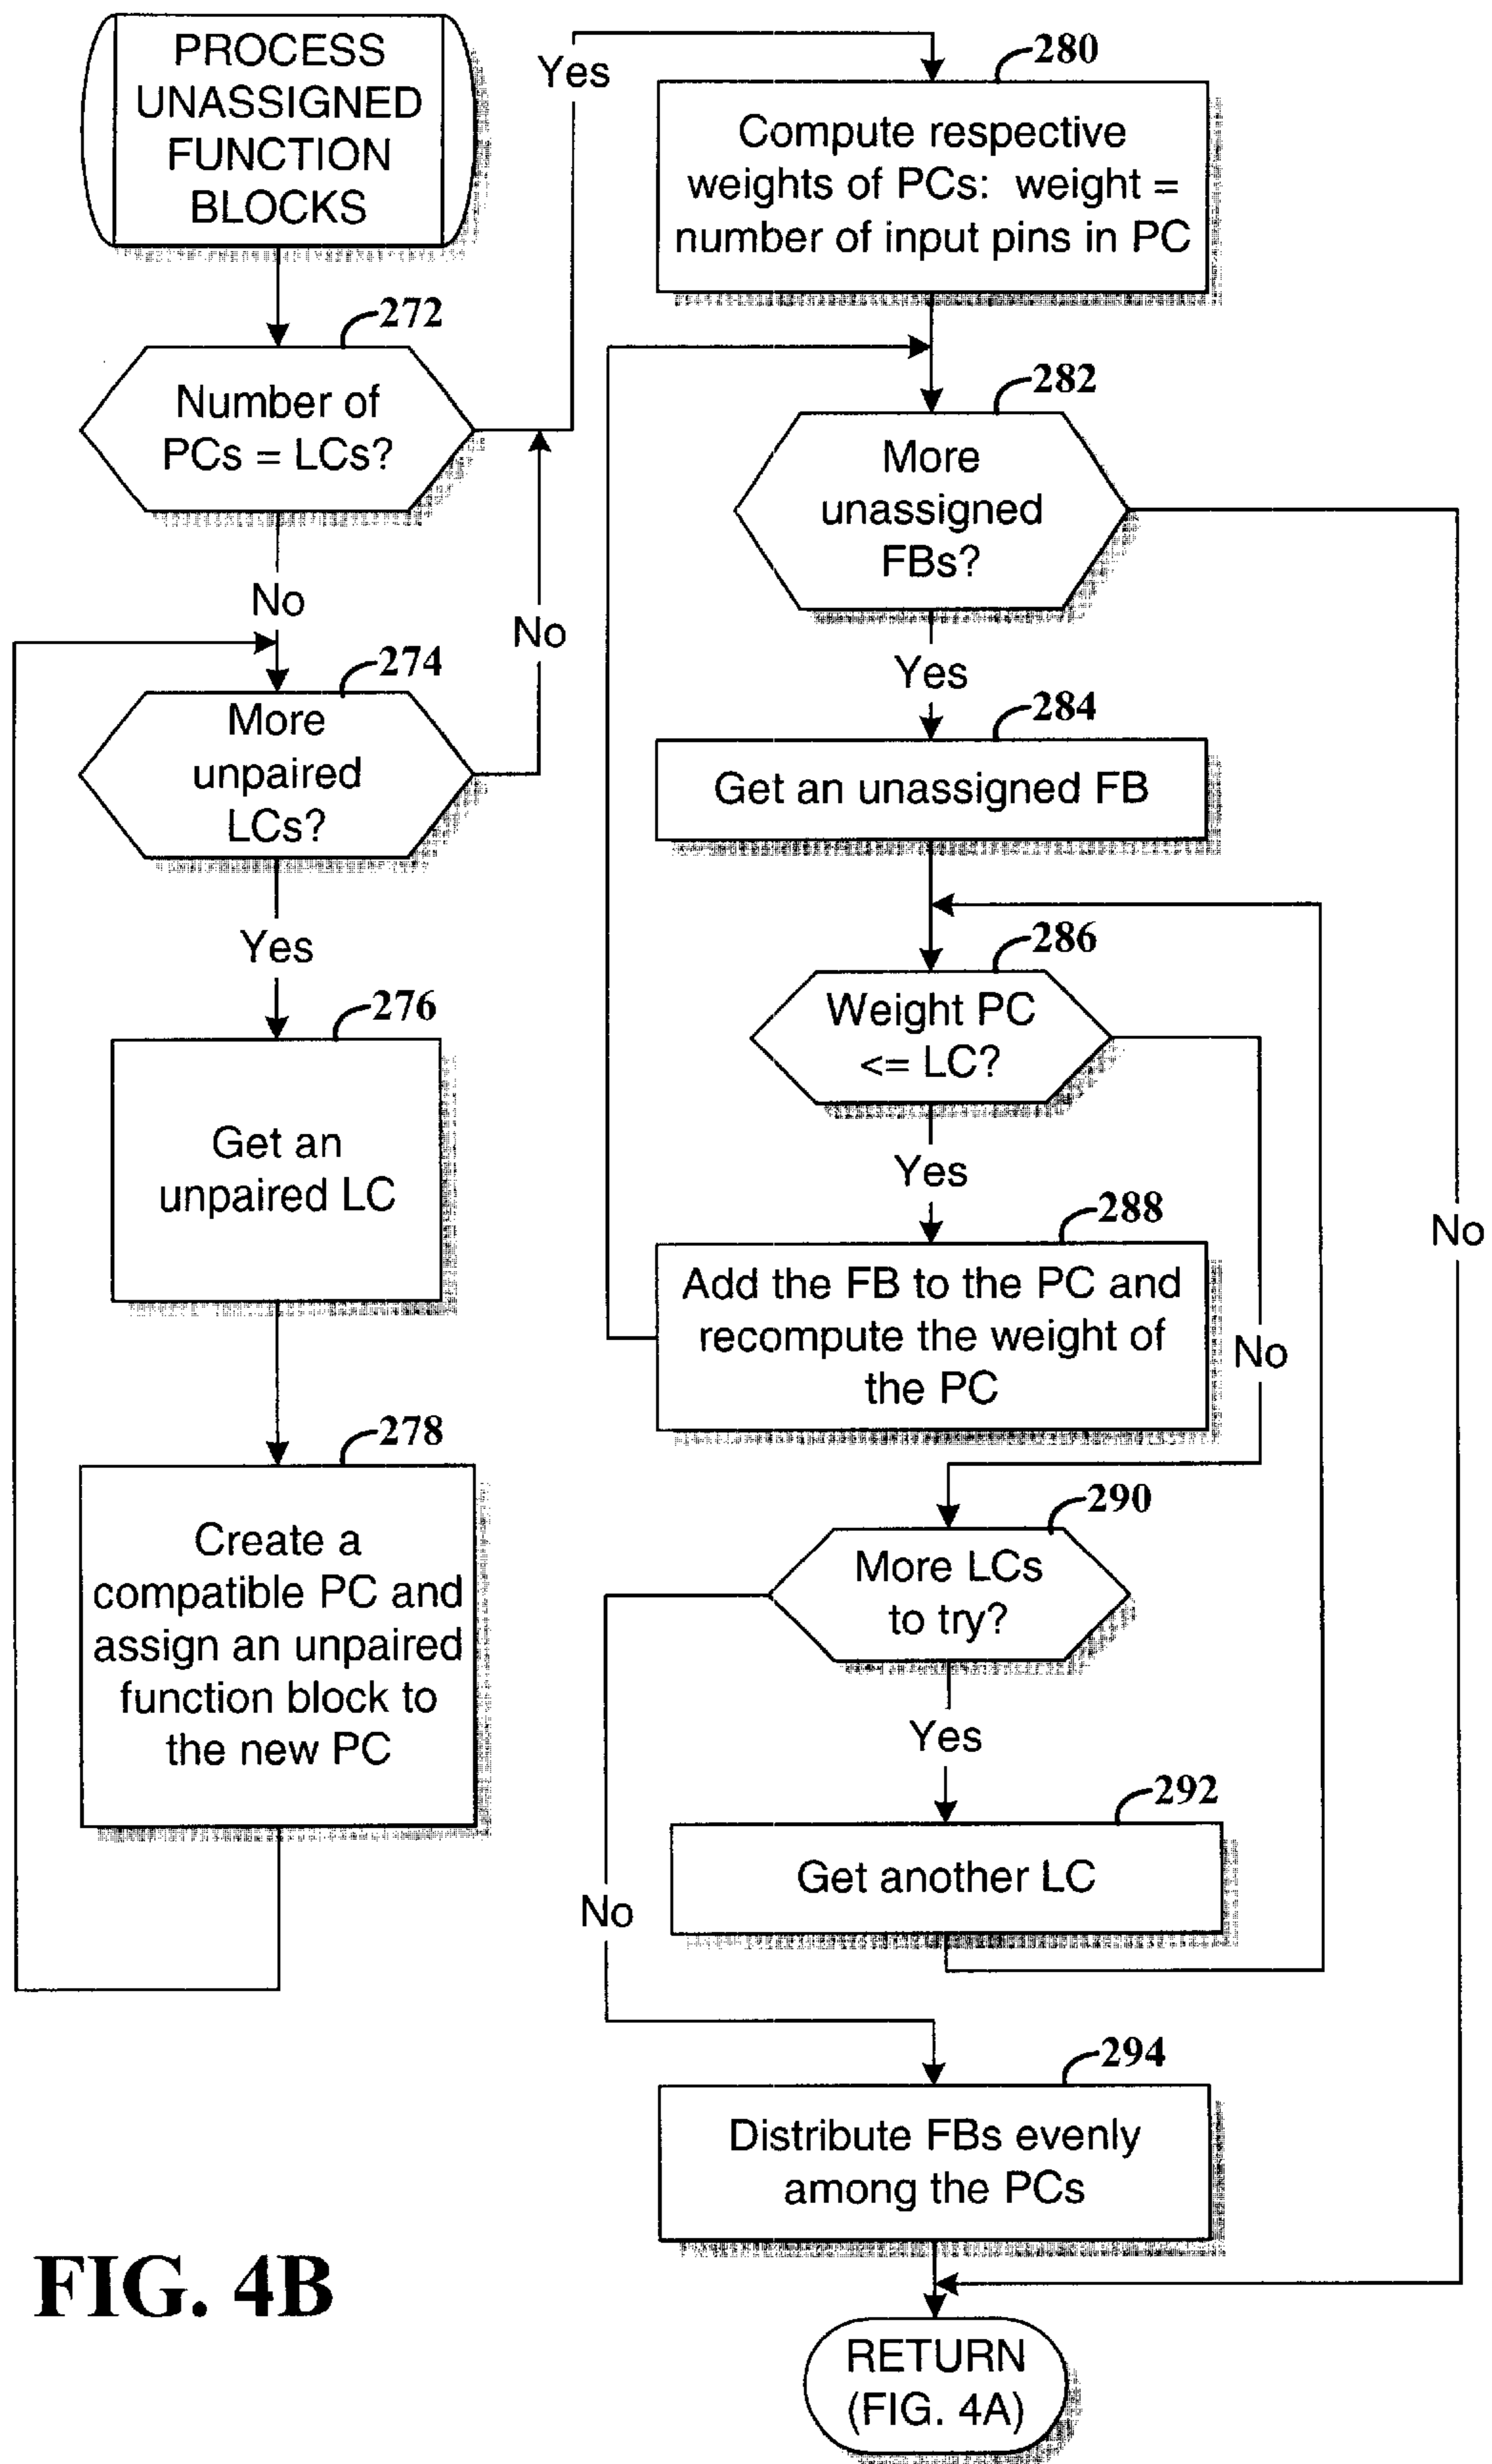 PROCESS
UNASSIGNED
FUNCTION
BLOCKS
272
Number of
PCs = LCs?
Yes
No
274
More
unpaired
LCs?
No
Yes
276
Get an
unpaired LC
278
Create a
compatible PC and
assign an unpaired
function block to
the new PC
280
Compute respective
weights of PCs: weight =
number of input pins in PC
282
More
unassigned
FBs?
Yes
No
284
Get an unassigned FB
286
Weight PC
<= LC?
Yes
No
288
Add the FB to the PC and
recompute the weight of
the PC
290
More LCs
to try?
Yes
No
292
Get another LC
294
Distribute FBs evenly
among the PCs
RETURN
(FIG. 4A)
FIG. 4B